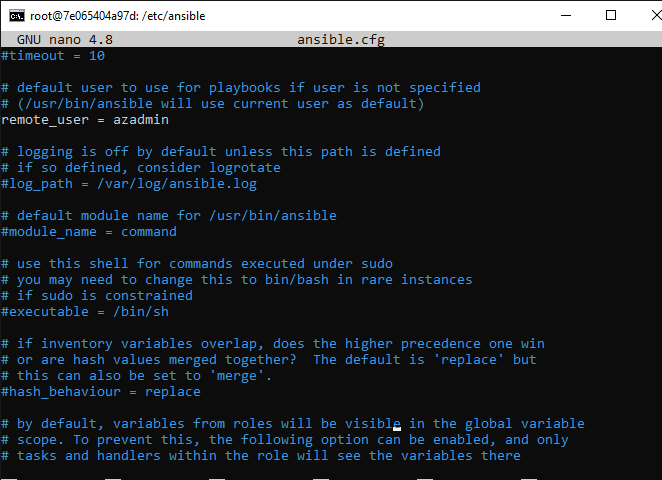 root@7e065404a97d: /etc/ansible
GNU nano 4.8 ansible.cfg
#timeout = 10
# default user to use for playbooks if user is not specified
# (/usr/bin/ansible will use current user as default)
remote_user = azadmin
# logging is off by default unless this path is defined
# if so defined, consider logrotate
#log_path = /var/log/ansible.log
# default module name for /usr/bin/ansible
#module_name = command
# use this shell for commands executed under sudo
# you may need to change this to bin/bash in rare instances
# if sudo is constrained
#executable = /bin/sh
# if inventory variables overlap, does the higher precedence one win
# or are hash values merged together?  The default is 'replace' but
# this can also be set to 'merge'.
#hash_behaviour = replace
# by default, variables from roles will be visible in the global variable
# scope. To prevent this, the following option can be enabled, and only
# tasks and handlers within the role will see the variables there